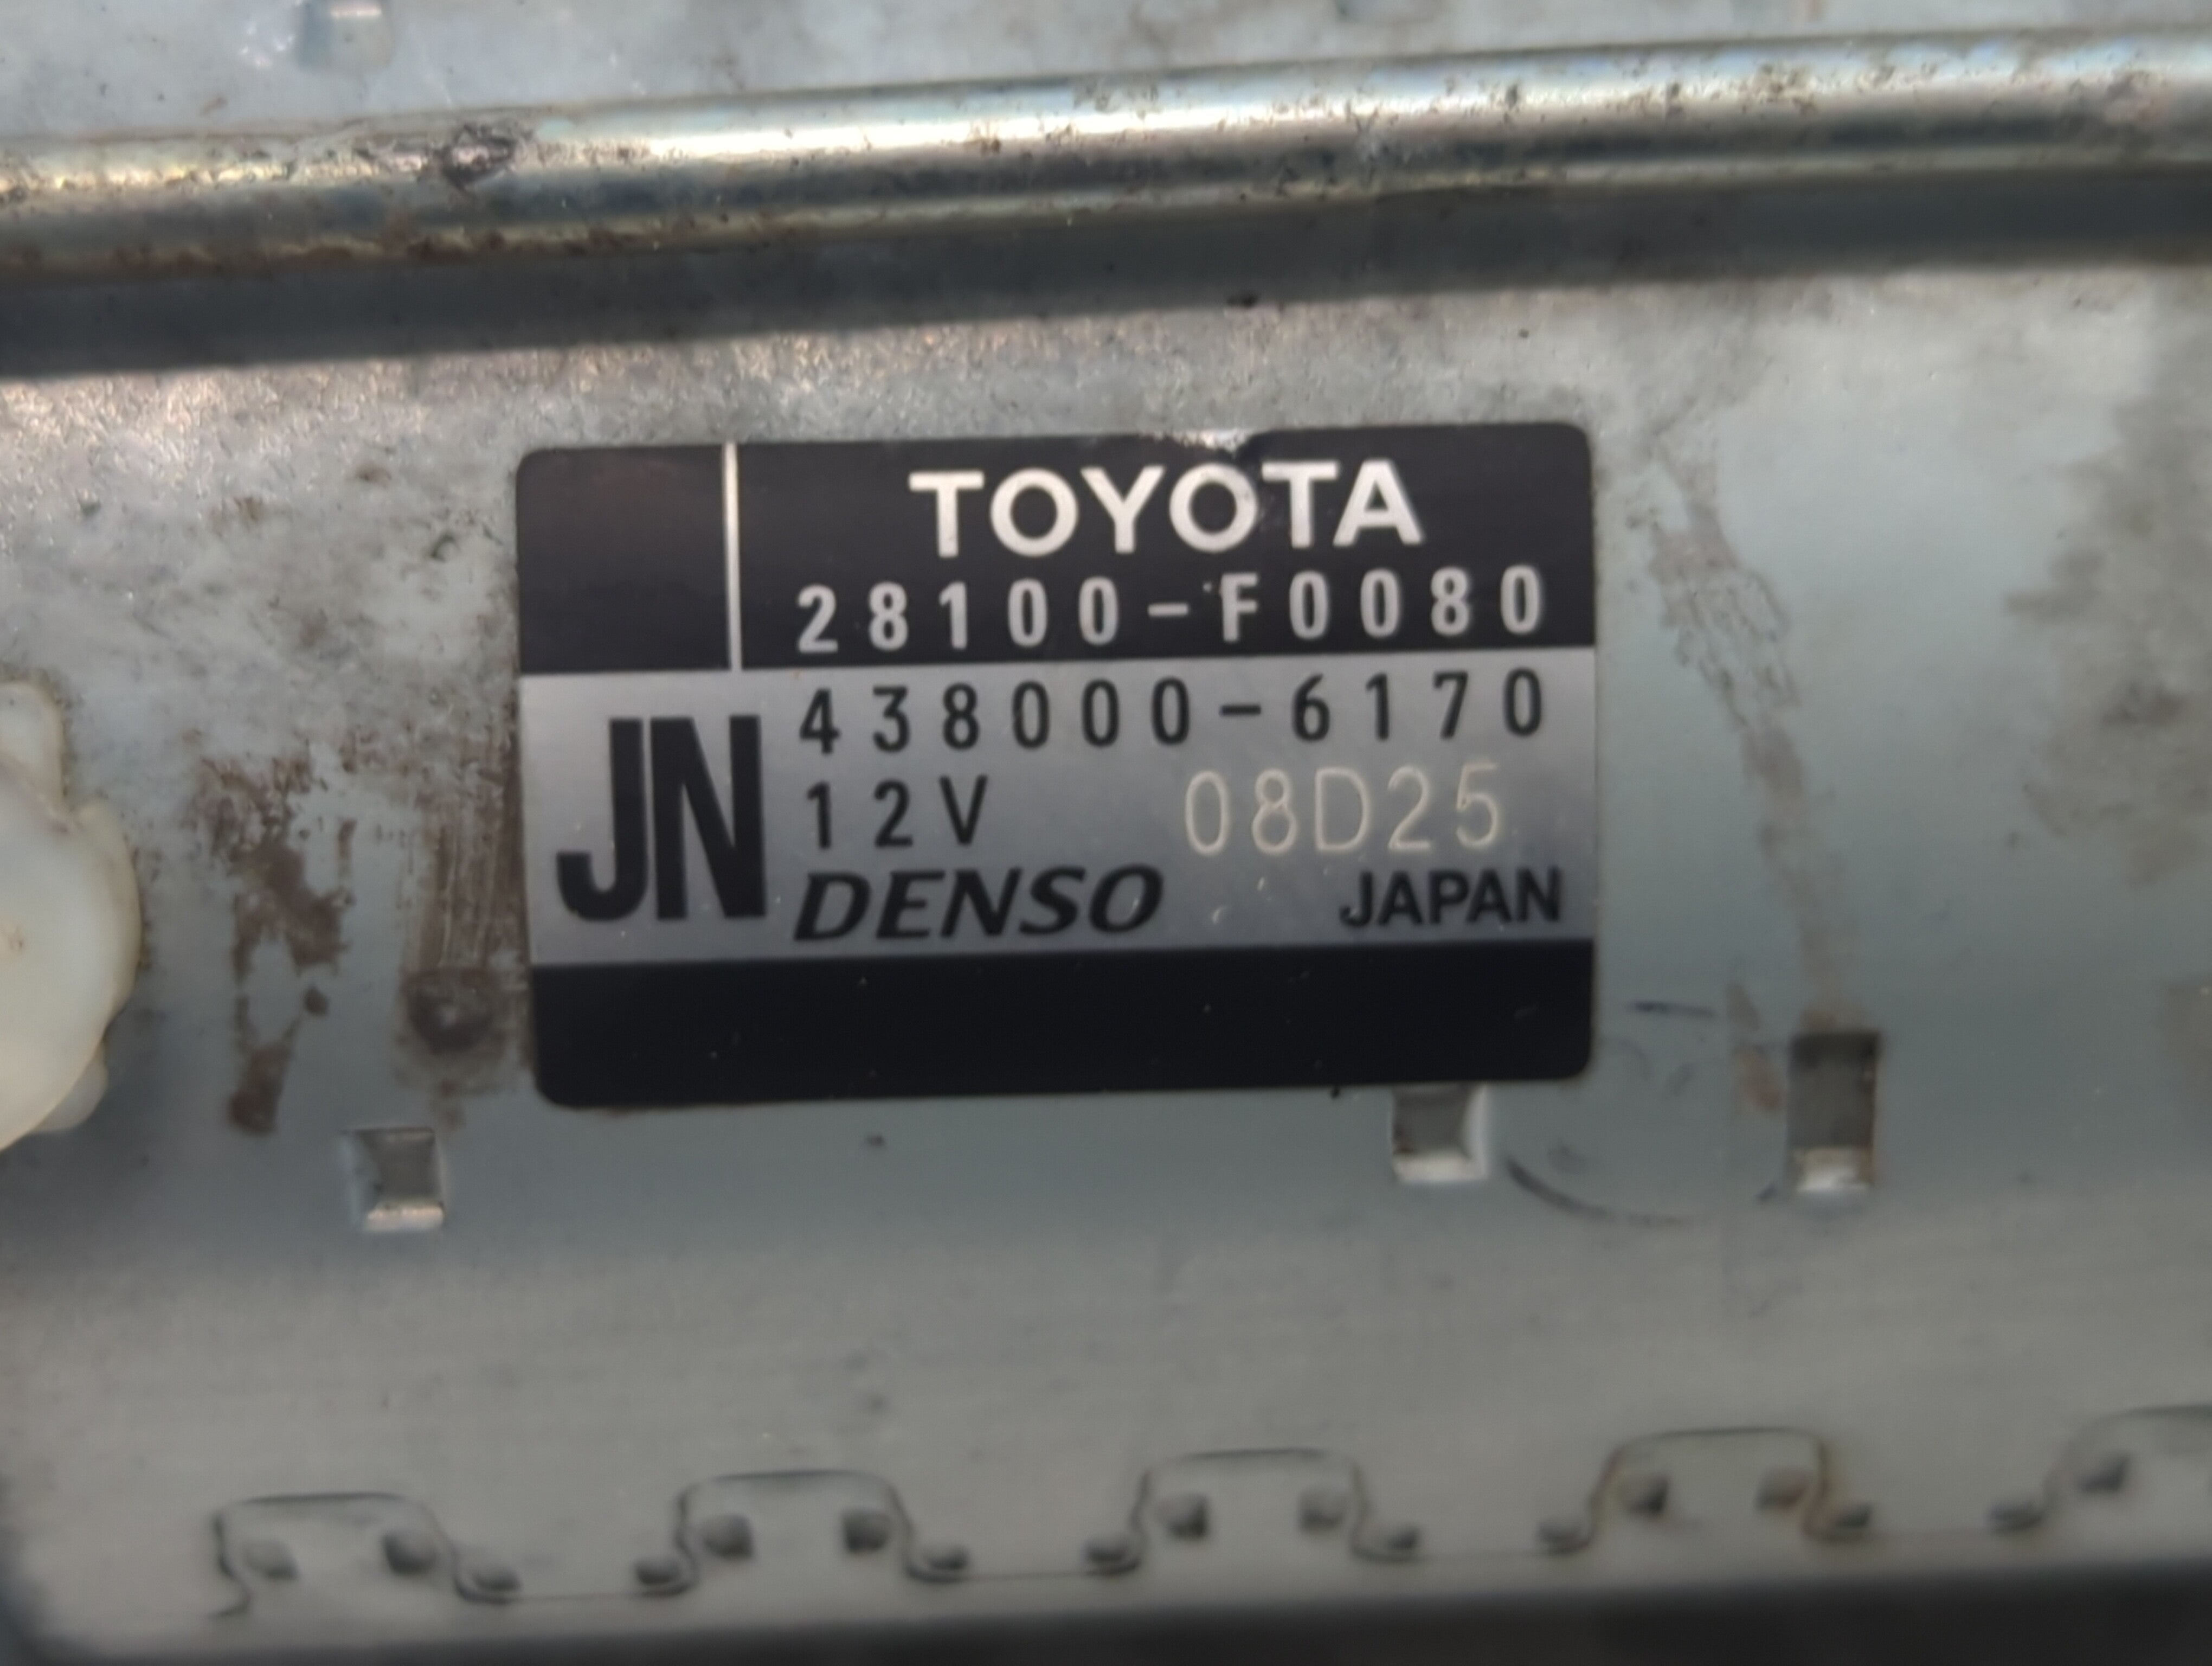 TOYOTA
28100-F0080
JN
438000-6170
12V 08D25
DENSO JAPAN